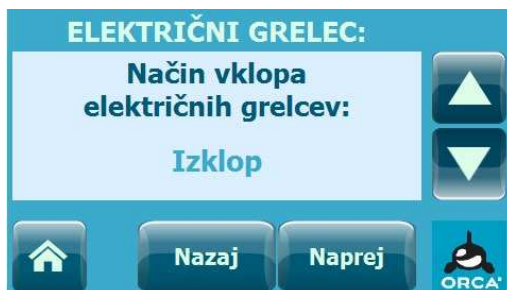 ELEKTRIČNI GRELEC:
Način vklopa
električnih grelcev:
Izklop
Nazaj
Naprej
ORCA